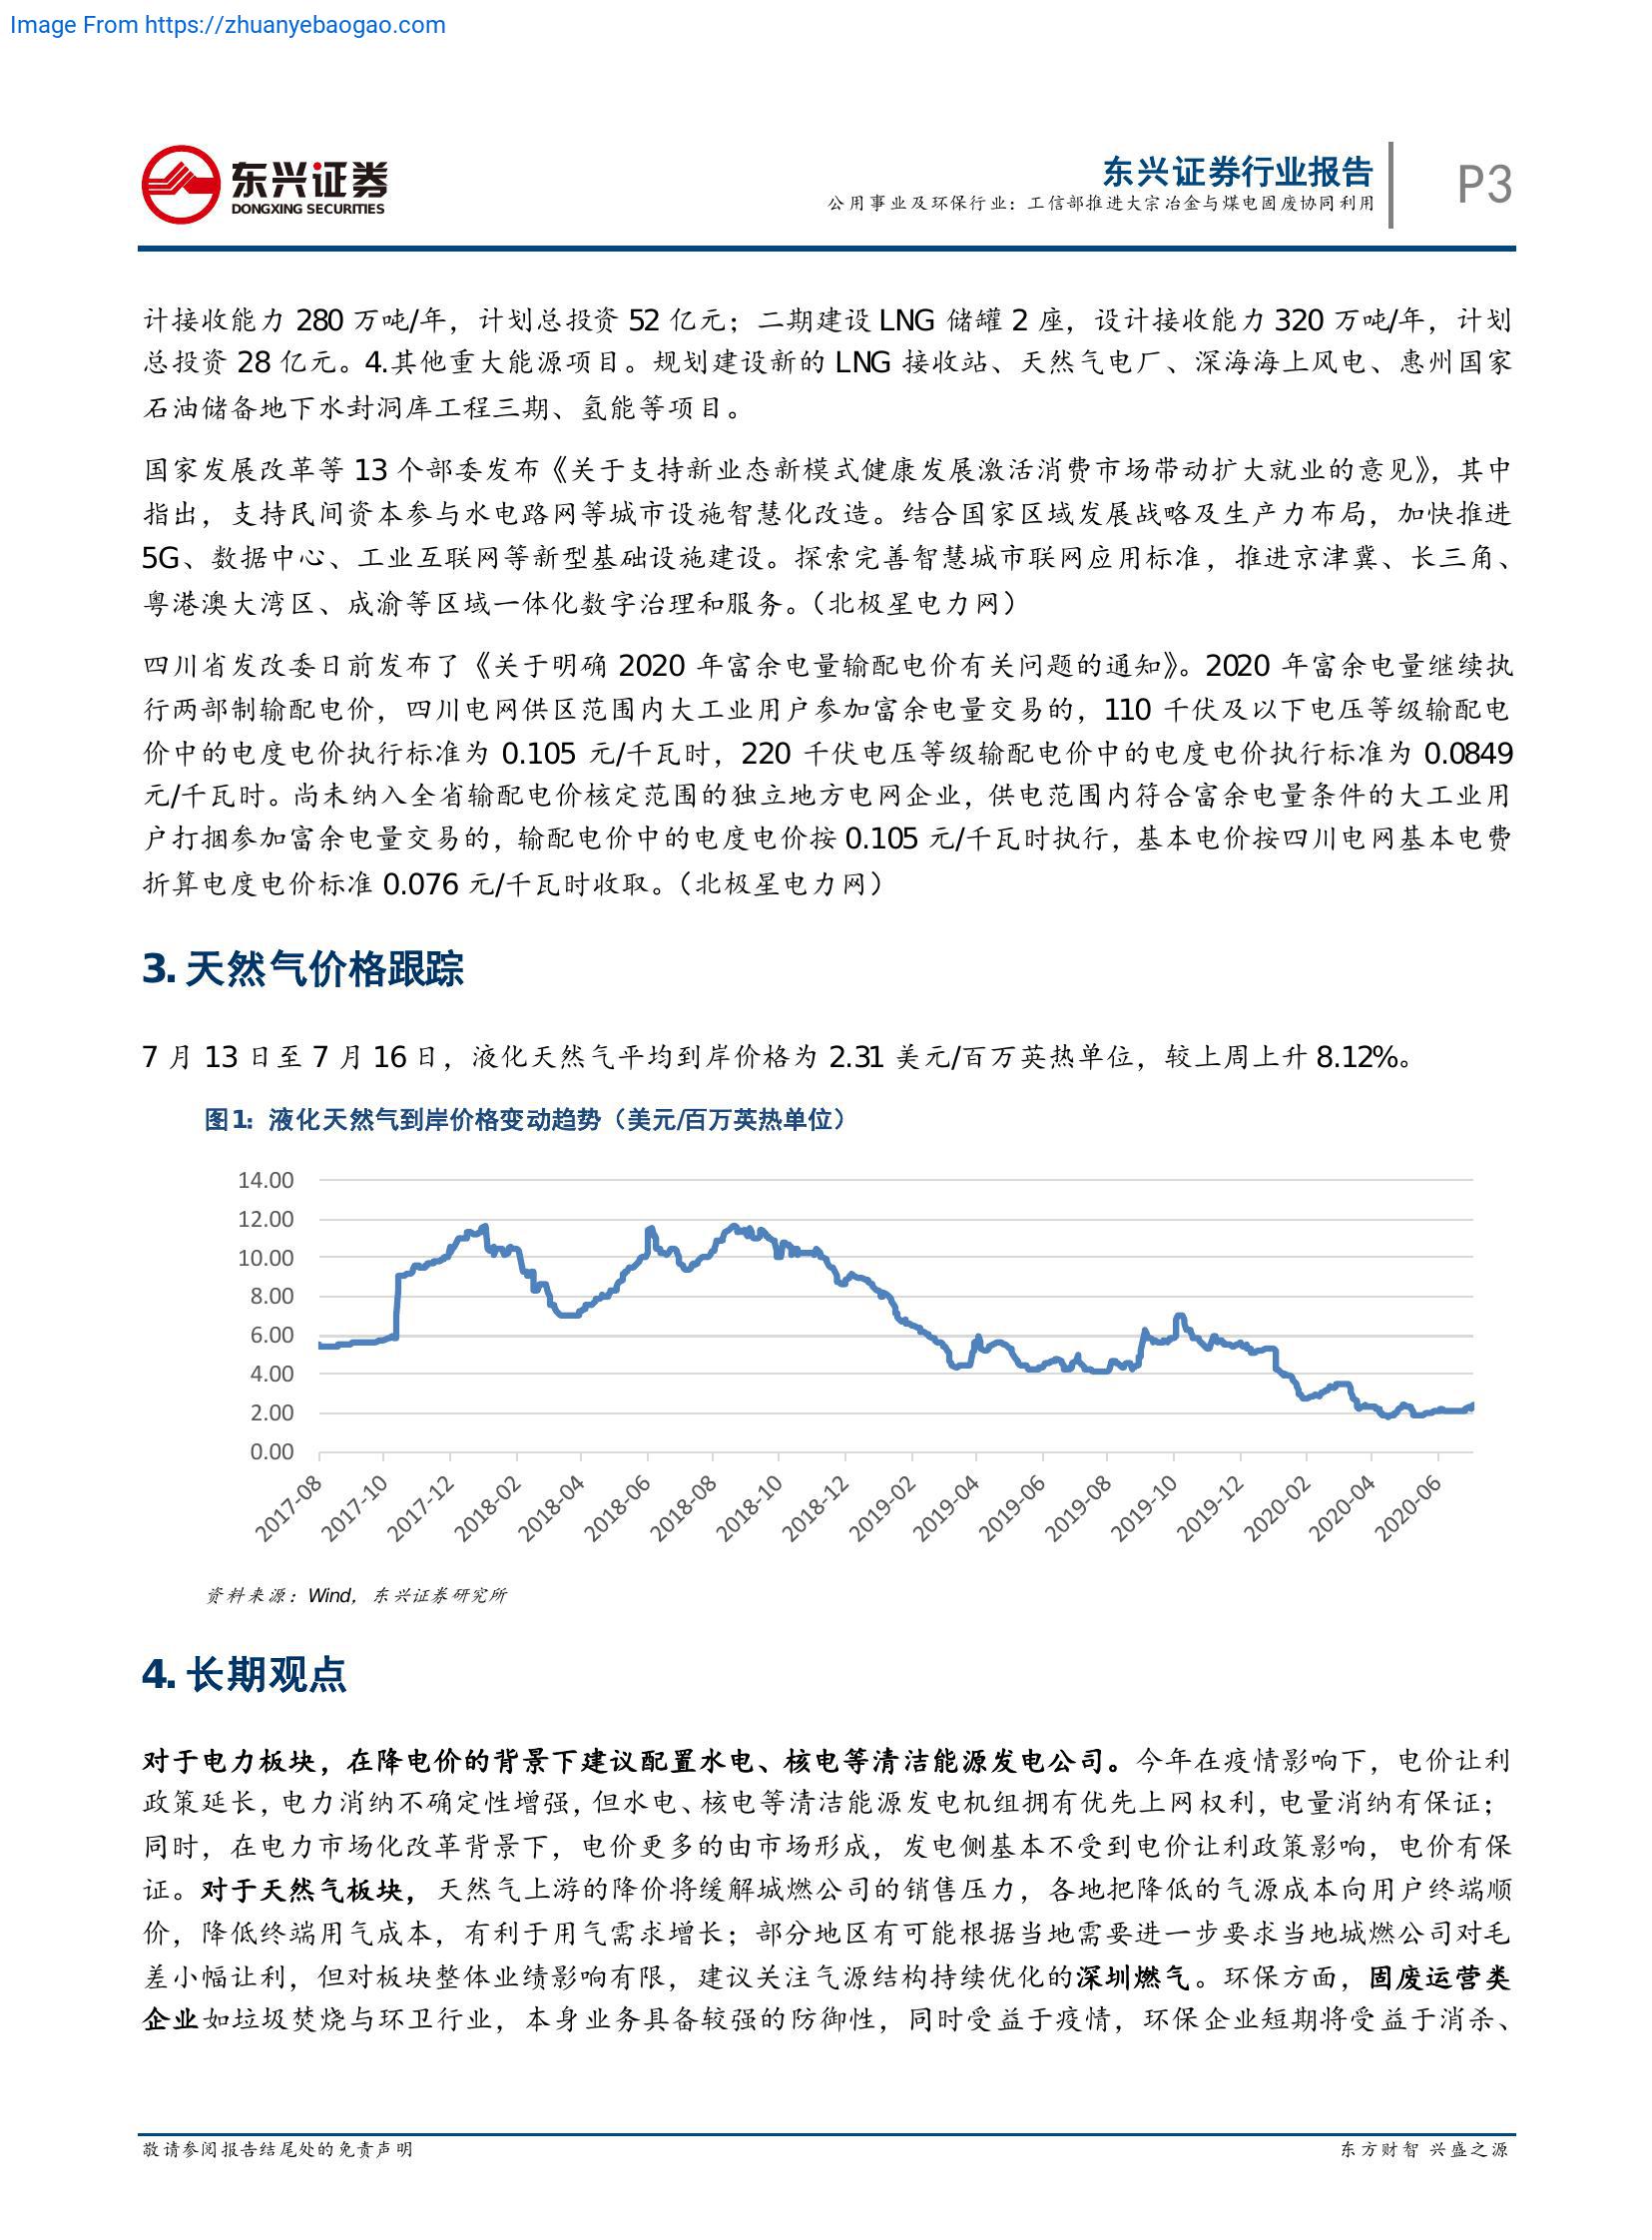 Image From https://zhuanyebaogao.com
东兴证券
DONGXING SECURITIES
东兴证券行业报告
公用事业及环保行业：工信部推进大宗冶金与煤电固废协同利用
P3
计接收能力 280 万吨/年，计划总投资 52 亿元；二期建设 LNG 储罐 2 座，设计接收能力 320 万吨/年，计划
总投资 28 亿元。4.其他重大能源项目。规划建设新的 LNG 接收站、天然气电厂、深海海上风电、惠州国家
石油储备地下水封洞库工程三期、氢能等项目。
国家发展改革等 13 个部委发布《关于支持新业态新模式健康发展激活消费市场带动扩大就业的意见》，其中
指出，支持民间资本参与水电路网等城市设施智慧化改造。结合国家区域发展战略及生产力布局，加快推进
5G、数据中心、工业互联网等新型基础设施建设。探索完善智慧城市联网应用标准，推进京津冀、长三角、
粤港澳大湾区、成渝等区域一体化数字治理和服务。（北极星电力网）
四川省发改委日前发布了《关于明确 2020 年富余电量输配电价有关问题的通知》。2020 年富余电量继续执
行两部制输配电价，四川电网供区范围内大工业用户参加富余电量交易的，110 千伏及以下电压等级输配电
价中的电度电价执行标准为 0.105 元/千瓦时，220 千伏电压等级输配电价中的电度电价执行标准为 0.0849
元/千瓦时。尚未纳入全省输配电价核定范围的独立地方电网企业，供电范围内符合富余电量条件的大工业用
户打捆参加富余电量交易的，输配电价中的电度电价按 0.105 元/千瓦时执行，基本电价按四川电网基本电费
折算电度电价标准 0.076 元/千瓦时收取。（北极星电力网）
3. 天然气价格跟踪
7 月 13 日至 7 月 16 日，液化天然气平均到岸价格为 2.31 美元/百万英热单位，较上周上升 8.12%。
图1: 液化天然气到岸价格变动趋势（美元/百万英热单位）
14.00
12.00
10.00
8.00
6.00
4.00
2.00
0.00
2017-08
2017-10
2017-12
2018-02
2018-04
2018-06
2018-08
2018-10
2018-12
2019-02
2019-04
2019-06
2019-08
2019-10
2019-12
2020-02
2020-04
2020-06
资料来源：Wind，东兴证券研究所
4. 长期观点
对于电力板块，在降电价的背景下建议配置水电、核电等清洁能源发电公司。今年在疫情影响下，电价让利
政策延长，电力消纳不确定性增强，但水电、核电等清洁能源发电机组拥有优先上网权利，电量消纳有保证；
同时，在电力市场化改革背景下，电价更多的由市场形成，发电侧基本不受到电价让利政策影响，电价有保
证。对于天然气板块，天然气上游的降价将缓解城燃公司的销售压力，各地把降低的气源成本向用户终端顺
价，降低终端用气成本，有利于用气需求增长；部分地区有可能根据当地需要进一步要求当地城燃公司对毛
差小幅让利，但对板块整体业绩影响有限，建议关注气源结构持续优化的深圳燃气。环保方面，固废运营类
企业如垃圾焚烧与环卫行业，本身业务具备较强的防御性，同时受益于疫情，环保企业短期将受益于消杀、
敬请参阅报告结尾处的免责声明
东方财智 兴盛之源